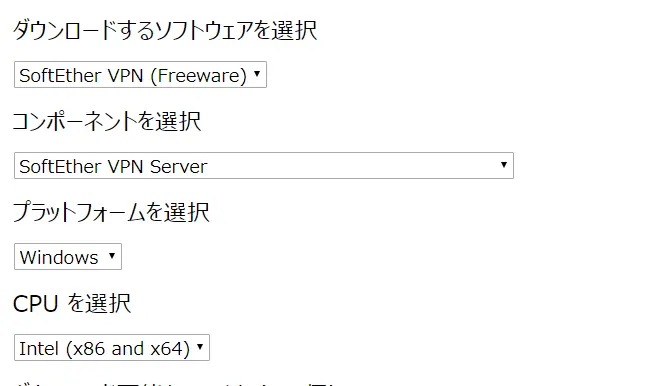 ダウンロードするソフトウェアを選択
SoftEther VPN (Freeware)
コンポーネントを選択
SoftEther VPN Server
プラットフォームを選択
Windows
CPU を選択
Intel (x86 and x64)